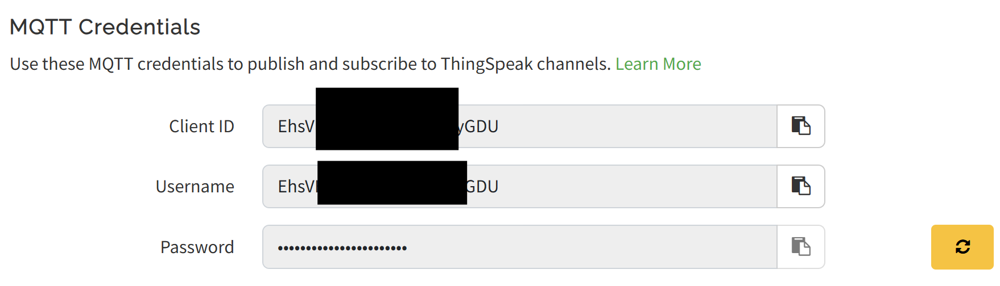 MQTT Credentials
Use these MQTT credentials to publish and subscribe to ThingSpeak channels. Learn More
Client ID EhsV yGDU
Username EhsV GDU
Password •••••••••••••••••••••••